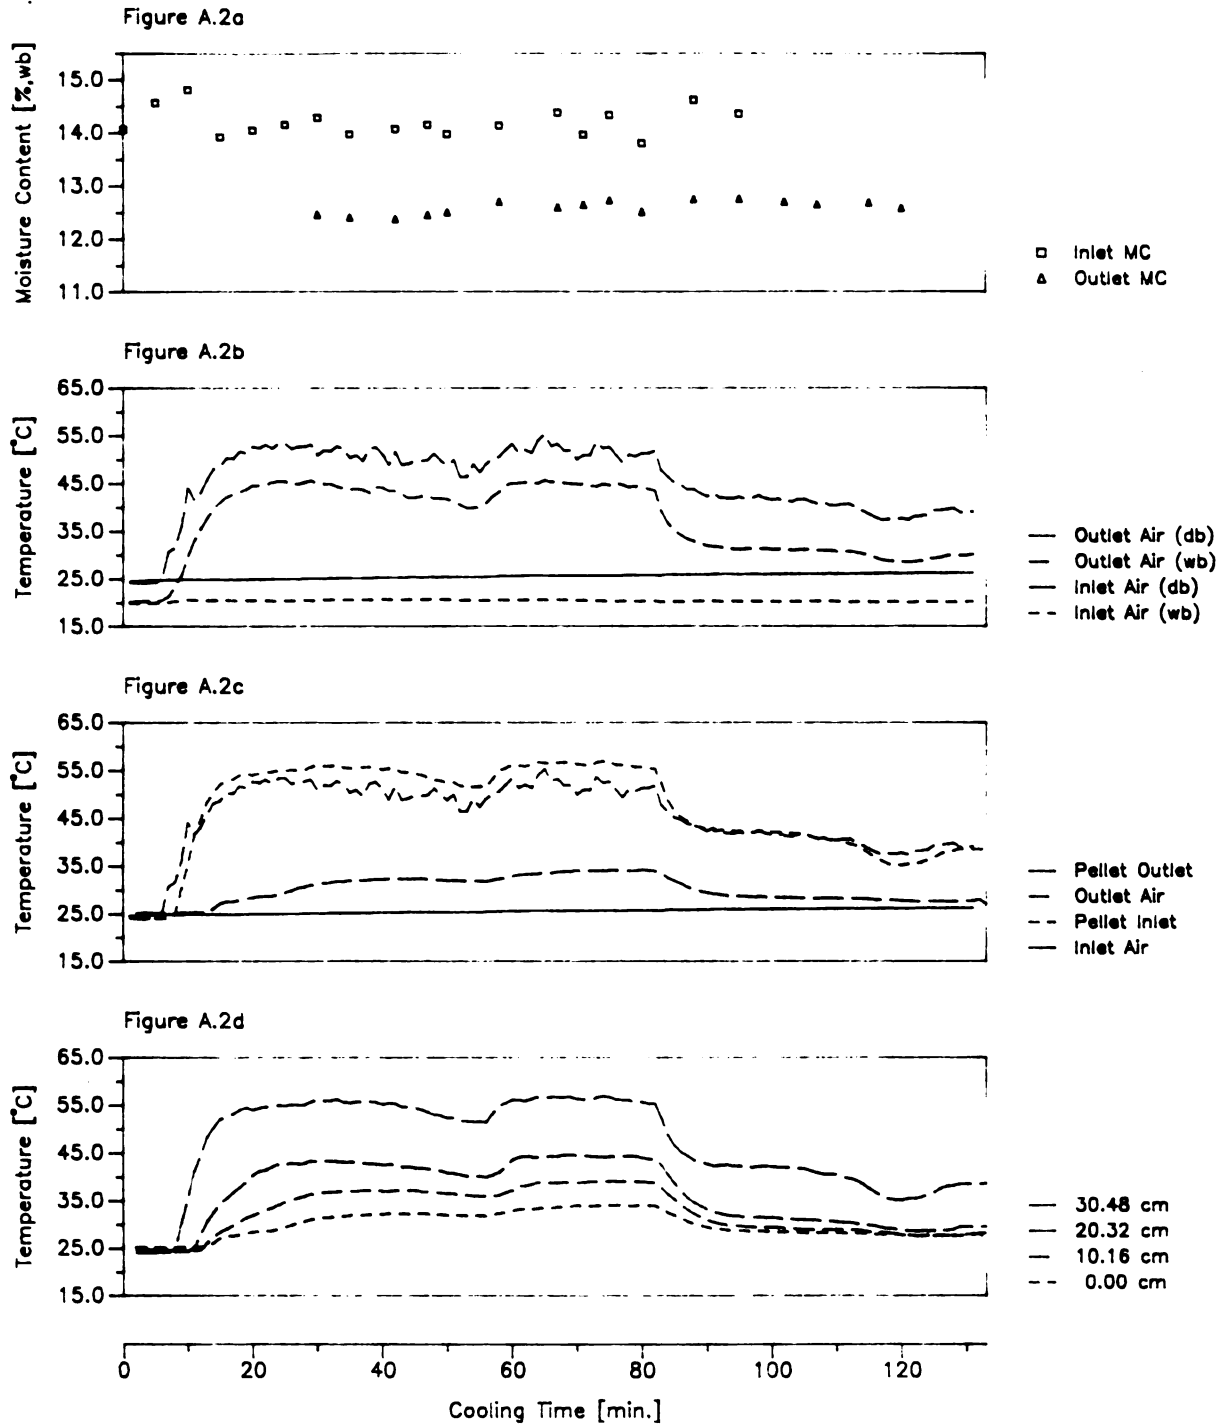 Figure A.2a
Moisture Content [%,wb]
15.0
14.0
13.0
12.0
11.0
Inlet MC
Outlet MC
Figure A.2b
Temperature [°C]
65.0
55.0
45.0
35.0
25.0
15.0
Outlet Air (db)
Outlet Air (wb)
Inlet Air (db)
Inlet Air (wb)
Figure A.2c
Temperature [°C]
65.0
55.0
45.0
35.0
25.0
15.0
Pellet Outlet
Outlet Air
Pellet Inlet
Inlet Air
Figure A.2d
Temperature [°C]
65.0
55.0
45.0
35.0
25.0
15.0
30.48 cm
20.32 cm
10.16 cm
0.00 cm
0 20 40 60 80 100 120
Cooling Time [min.]